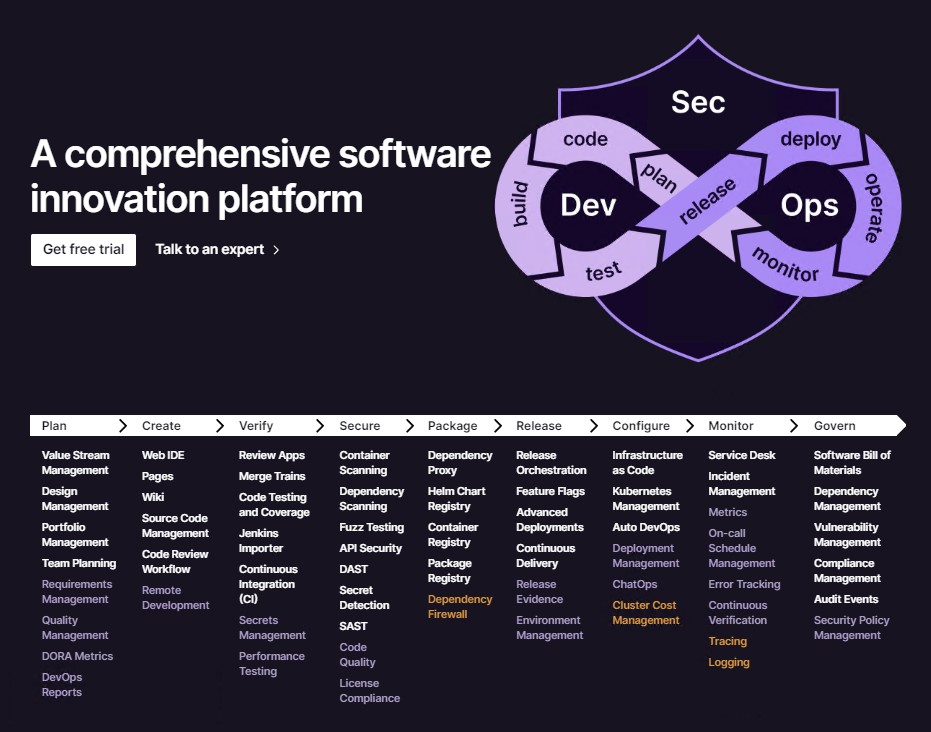 Sec
code
deploy
plan
release
build
Dev
Ops
operate
test
monitor
A comprehensive software
innovation platform
Get free trial
Talk to an expert
Plan
Create
Verify
Secure
Package
Release
Configure
Monitor
Govern
Value Stream
Management
Design
Management
Portfolio
Management
Team Planning
Requirements
Management
Quality
Management
DORA Metrics
DevOps
Reports
Web IDE
Pages
Wiki
Source Code
Management
Code Review
Workflow
Remote
Development
Review Apps
Merge Trains
Code Testing
and Coverage
Jenkins
Importer
Continuous
Integration
(CI)
Secrets
Management
Performance
Testing
Container
Scanning
Dependency
Scanning
Fuzz Testing
API Security
DAST
Secret
Detection
SAST
Code
Quality
License
Compliance
Dependency
Proxy
Helm Chart
Registry
Container
Registry
Package
Registry
Dependency
Firewall
Release
Orchestration
Feature Flags
Advanced
Deployments
Continuous
Delivery
Release
Evidence
Environment
Management
Infrastructure
as Code
Kubernetes
Management
Auto DevOps
Deployment
Management
ChatOps
Cluster Cost
Management
Service Desk
Incident
Management
Metrics
On-call
Schedule
Management
Error Tracking
Continuous
Verification
Tracing
Logging
Software Bill of
Materials
Dependency
Management
Vulnerability
Management
Compliance
Management
Audit Events
Security Policy
Management